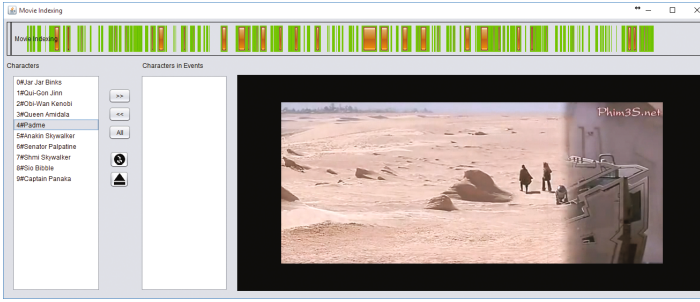 Movie Indexing
Movie Indexing
Characters
Characters in Events
0#Jar Jar Binks
1#Qui-Gon Jinn
2#Obi-Wan Kenobi
3#Queen Amidala
4#Padme
5#Anakin Skywalker
6#Senator Palpatine
7#Shmi Skywalker
8#Sio Bibble
9#Captain Panaka
>>
<<
All
Phim3S.net